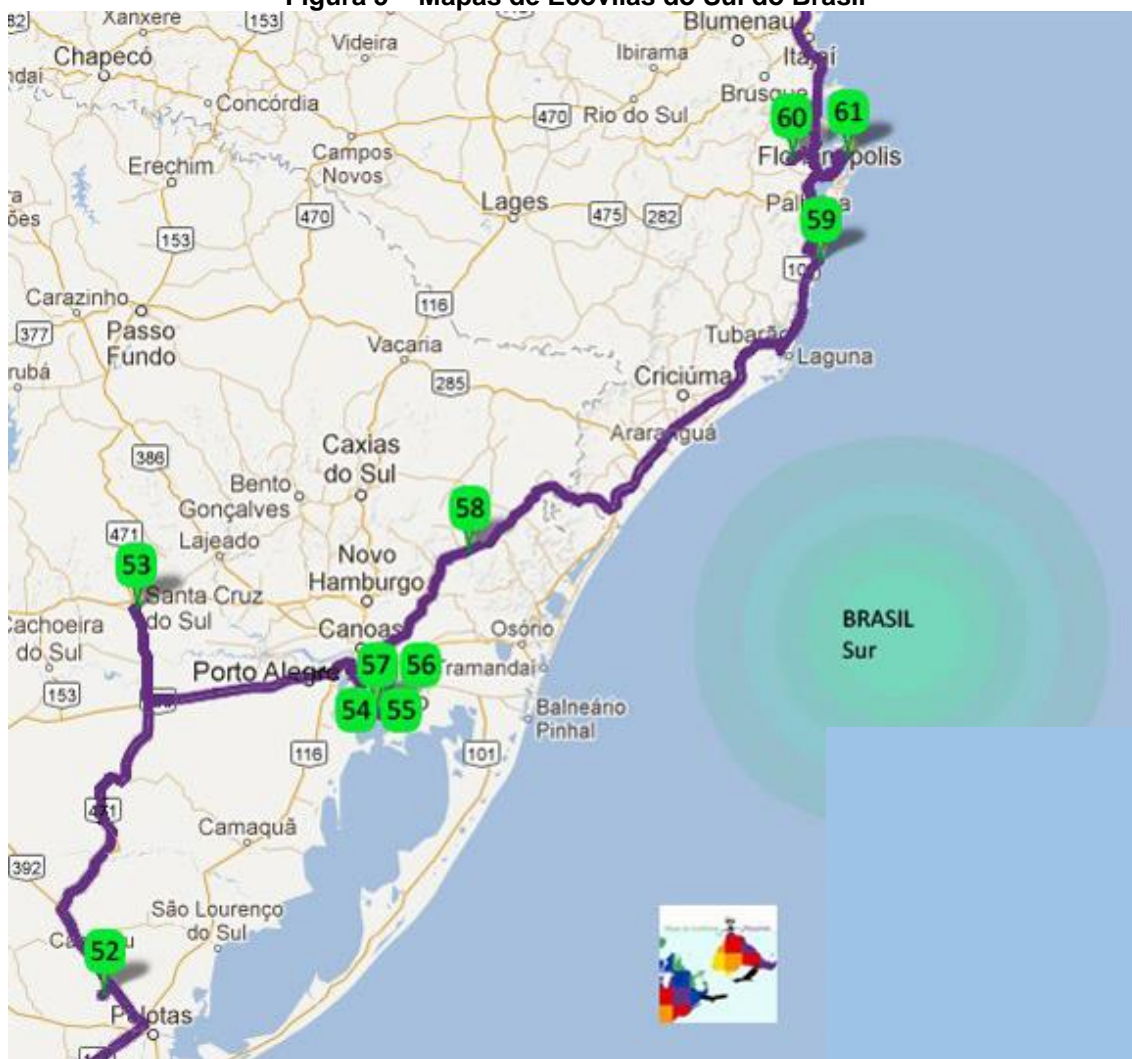 Figura 5 – Mapas de Ecovilas do Sul do Brasil
82
Xanxerê
153
Blumenau
Chapecó
Videira
Ibirama
Itajaí
Concórdia
470
Rio do Sul
Brusque
60
61
Erechim
Campos
Novos
Florianópolis
Lages
470
475
282
59
153
Carazinho
116
377
Passo
Fundo
Vacaria
Tubarão
Laguna
285
Criciúma
Araranguá
Caxias
do Sul
386
Bento
Gonçalves
58
471
Lajeado
53
Novo
Hamburgo
Santa Cruz
do Sul
BRASIL
Sur
Cachoeira
do Sul
Canoas
Osório
Porto Alegre
57
56
Tramandaí
153
54
55
Balneário
Pinhal
116
101
471
Camaquã
392
São Lourenço
do Sul
52
Pelotas